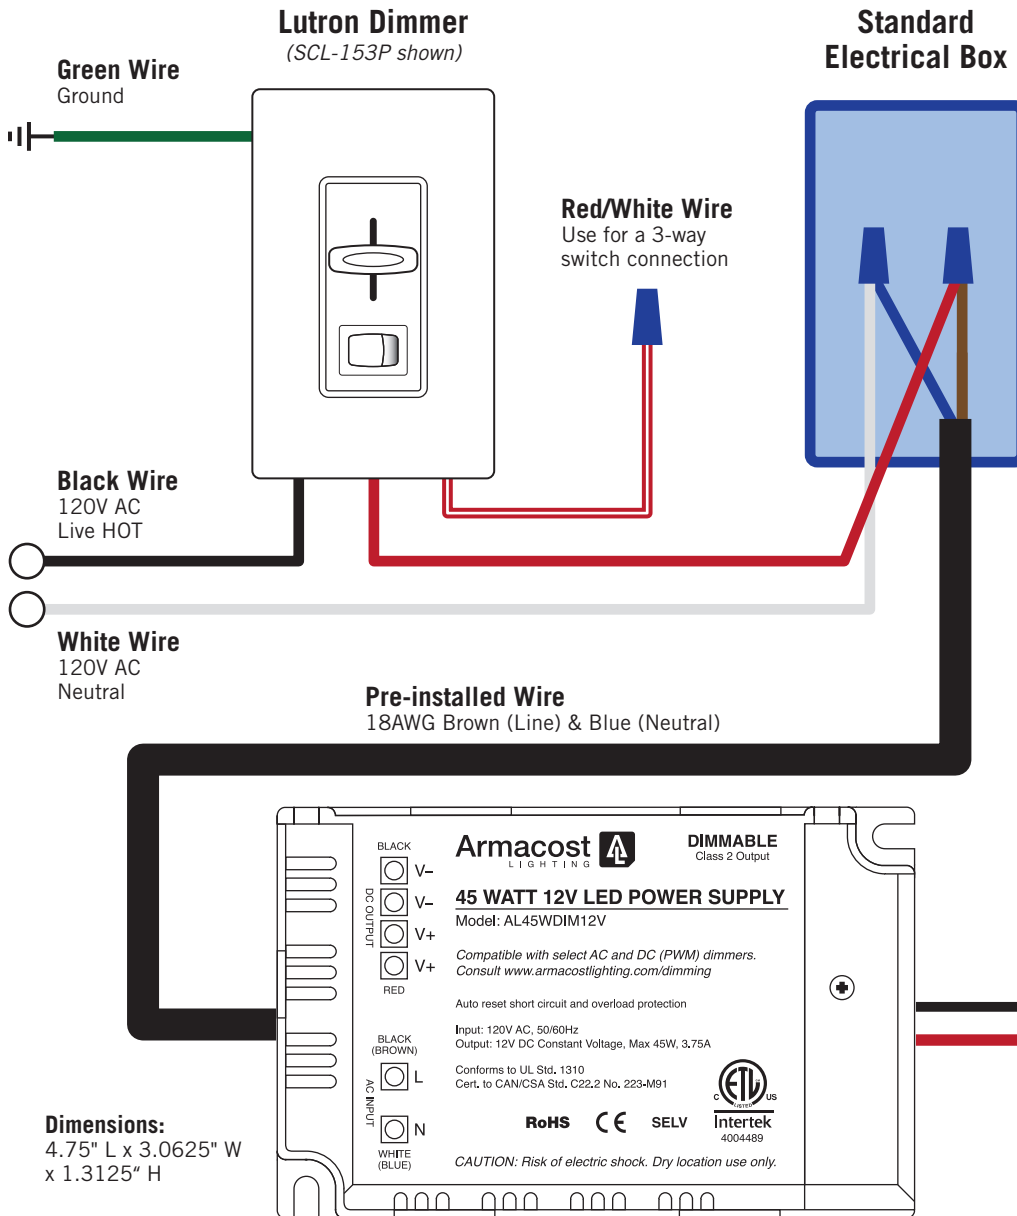 Lutron Dimmer
(SCL-153P shown)
Standard
Electrical Box
Green Wire
Ground
Red/White Wire
Use for a 3-way
switch connection
Black Wire
120V AC
Live HOT
White Wire
120V AC
Neutral
Pre-installed Wire
18AWG Brown (Line) & Blue (Neutral)
BLACK
V–
V–
V+
V+
DC OUTPUT
RED
BLACK
(BROWN)
L
AC INPUT
N
WHITE
(BLUE)
Armacost
LIGHTING
AL
DIMMABLE
Class 2 Output
45 WATT 12V LED POWER SUPPLY
Model: AL45WDIM12V
Compatible with select AC and DC (PWM) dimmers.
Consult www.armacostlighting.com/dimming
Auto reset short circuit and overload protection
Input: 120V AC, 50/60Hz
Output: 12V DC Constant Voltage, Max 45W, 3.75A
Conforms to UL Std. 1310
Cert. to CAN/CSA Std. C22.2 No. 223-M91
RoHS CE SELV
ETL
LISTED
C US
Intertek
4004489
CAUTION: Risk of electric shock. Dry location use only.
Dimensions:
4.75" L x 3.0625" W
x 1.3125“ H